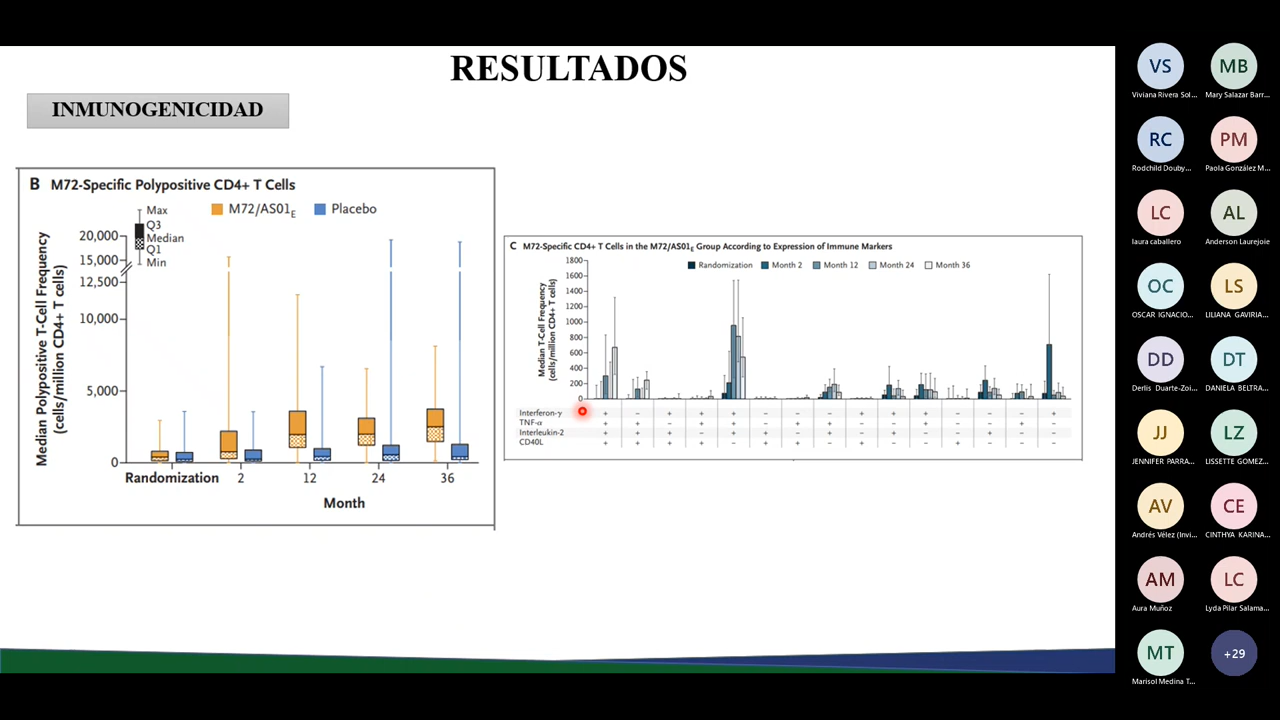 RESULTADOS
INMUNOGENICIDAD
B M72-Specific Polypositive CD4+ T Cells
Max
Q3
Median
Q1
Min
M72/AS01E
Placebo
Median Polypositive T-Cell Frequency
(cells/million CD4+ T cells)
20,000
15,000
12,500
10,000
5,000
0
Randomization 2 12 24 36
Month
C M72-Specific CD4+ T Cells in the M72/AS01E Group According to Expression of Immune Markers
Randomization Month 2 Month 12 Month 24 Month 36
Median T-Cell Frequency
(cells/million CD4+ T cells)
1800
1600
1400
1200
1000
800
600
400
200
Interferon-γ
TNF-α
Interleukin-2
CD40L
VS
Viviana Rivera Sol...
MB
Mary Salazar Barr...
RC
Rodchild Douby...
PM
Paola González M...
LC
laura caballero
AL
Anderson Laurejoie
OC
OSCAR IGNACIO...
LS
LILIANA GAVIRIA...
DD
Derlis Duarte-Zoi...
DT
DANIELA BELTRA...
JJ
JENNIFER PARRA...
LZ
LISSETTE GOMEZ...
AV
Andrés Vélez (Invi...
CE
CINTHYA KARINA...
AM
Aura Muñoz
LC
Lyda Pilar Salama...
MT
Marisol Medina T...
+29